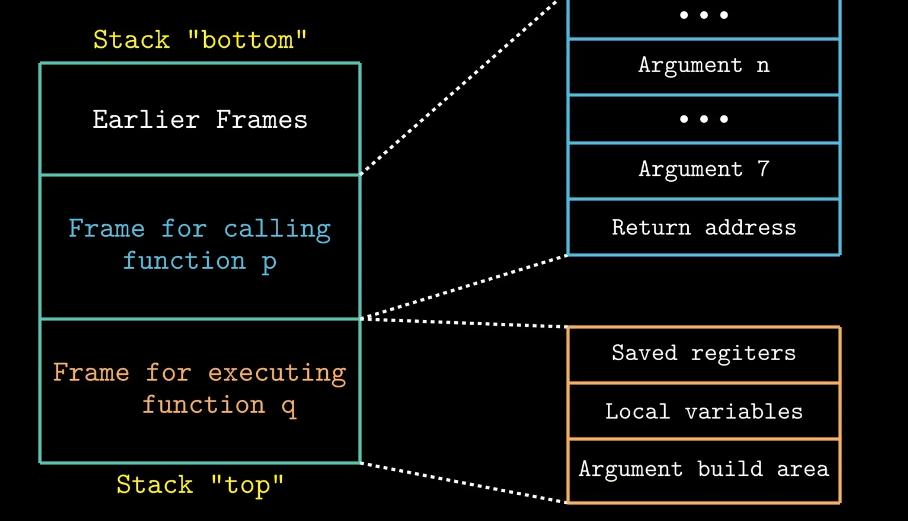 Stack "bottom"
Earlier Frames
Frame for calling
function p
Frame for executing
function q
Stack "top"
...
Argument n
...
Argument 7
Return address
Saved regiters
Local variables
Argument build area